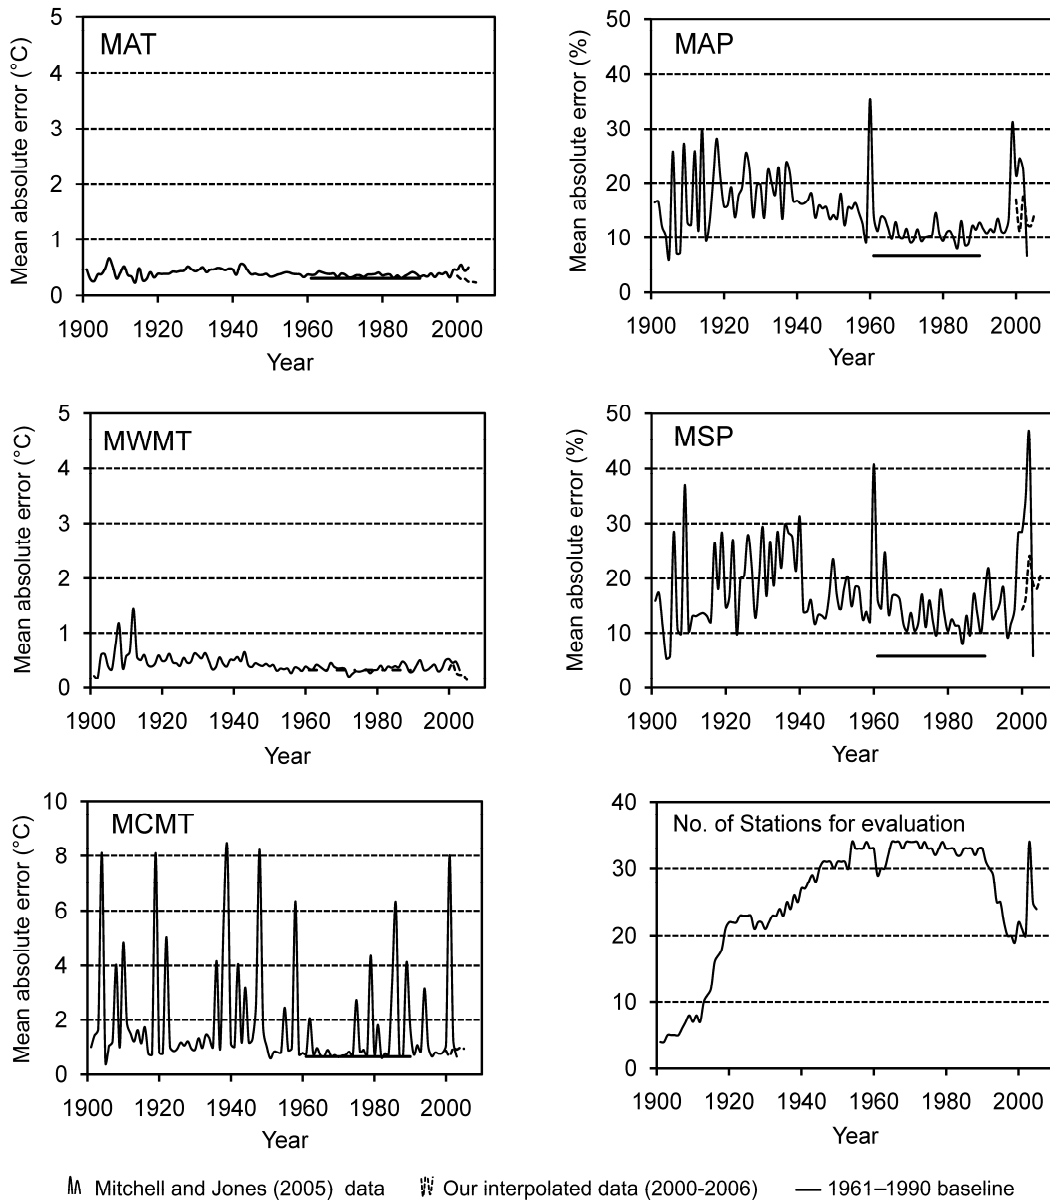 MAT
Mean absolute error (°C)
5
4
3
2
1
0
1900 1920 1940 1960 1980 2000
Year
MAP
Mean absolute error (%)
50
40
30
20
10
0
1900 1920 1940 1960 1980 2000
Year
MWMT
Mean absolute error (°C)
5
4
3
2
1
0
1900 1920 1940 1960 1980 2000
Year
MSP
Mean absolute error (%)
50
40
30
20
10
0
1900 1920 1940 1960 1980 2000
Year
MCMT
Mean absolute error (°C)
10
8
6
4
2
0
1900 1920 1940 1960 1980 2000
Year
No. of Stations for evaluation
40
30
20
10
0
1900 1920 1940 1960 1980 2000
Year
Mitchell and Jones (2005) data Our interpolated data (2000-2006) 1961–1990 baseline